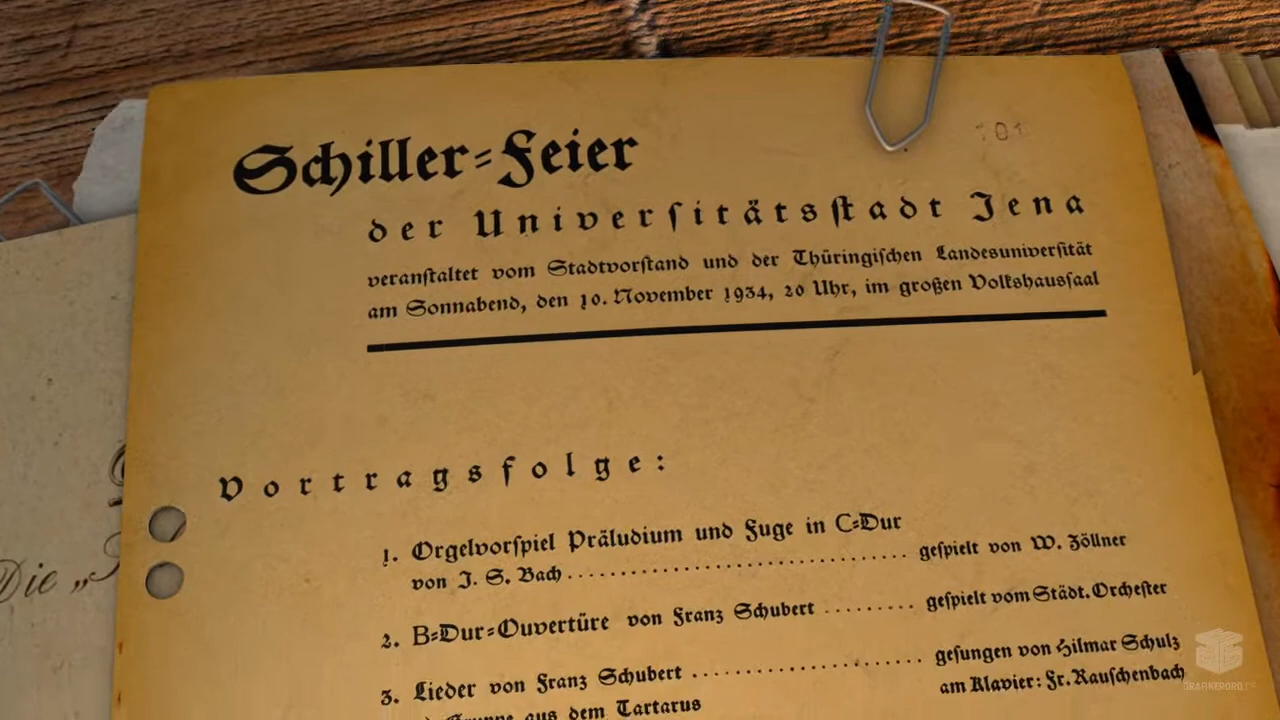 101
Schiller-Feier
der Universitätsstadt Jena
veranstaltet vom Stadtvorstand und der Thüringischen Landesuniversität
am Sonnabend, den 10. November 1934, 20 Uhr, im großen Volkshaussaal
Vortragsfolge:
1. Orgelvorspiel Präludium und Fuge in C-Dur
von J. S. Bach .............................. gespielt von W. Zöllner
2. B-Dur-Ouvertüre von Franz Schubert ......... gespielt vom Städt. Orchester
3. Lieder von Franz Schubert ...................... gesungen von Hilmar Schulz
am Klavier: Fr. Rauschenbach
Gruppe aus dem Tartarus
Die „